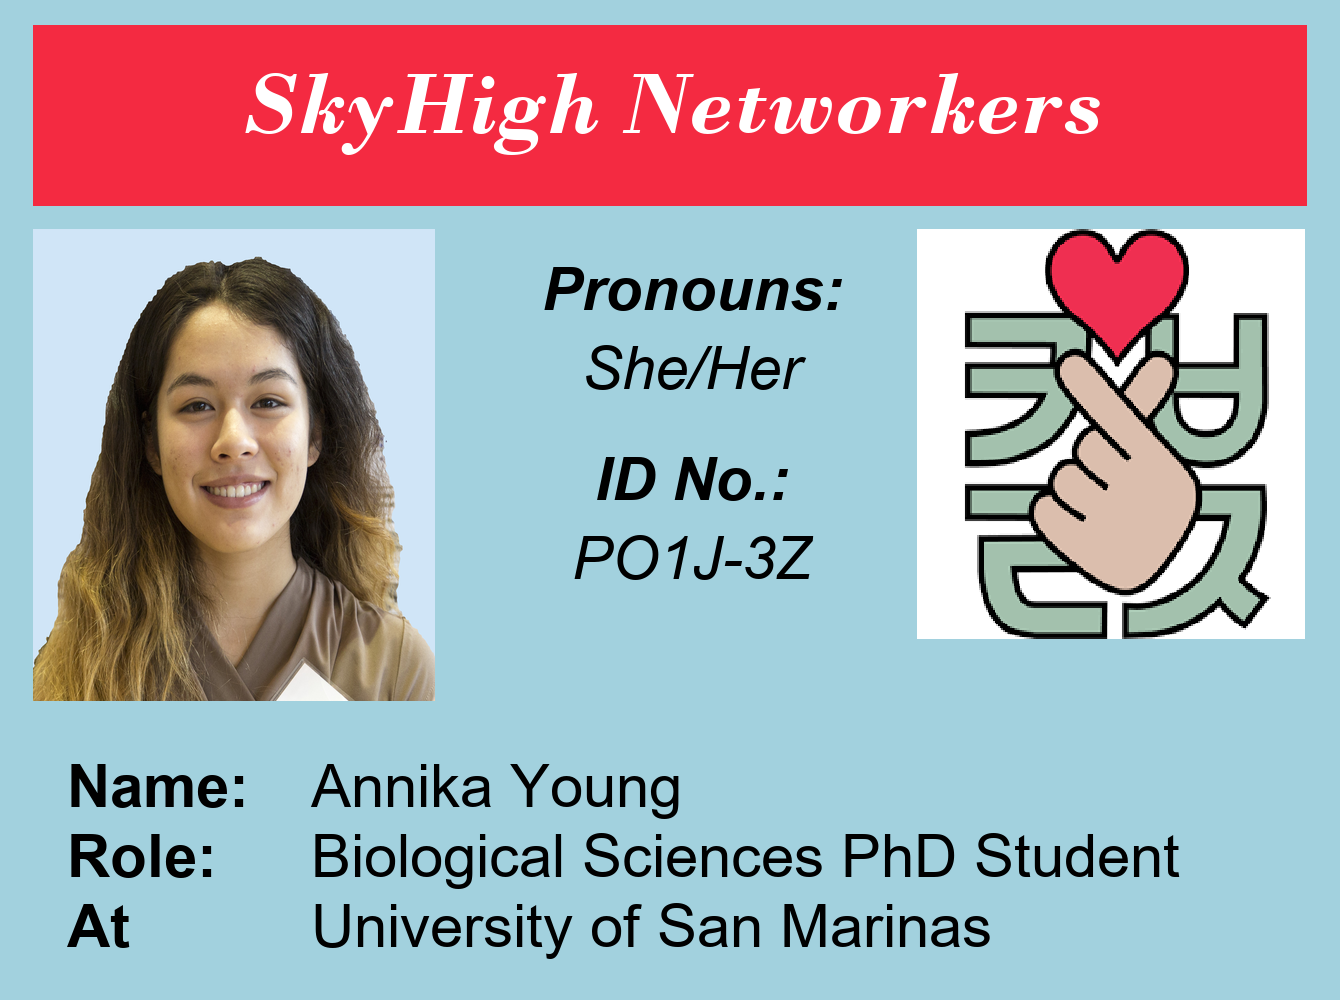 SkyHigh Networkers
Pronouns:
She/Her
ID No.:
PO1J-3Z
Name: Annika Young
Role: Biological Sciences PhD Student
At University of San Marinas